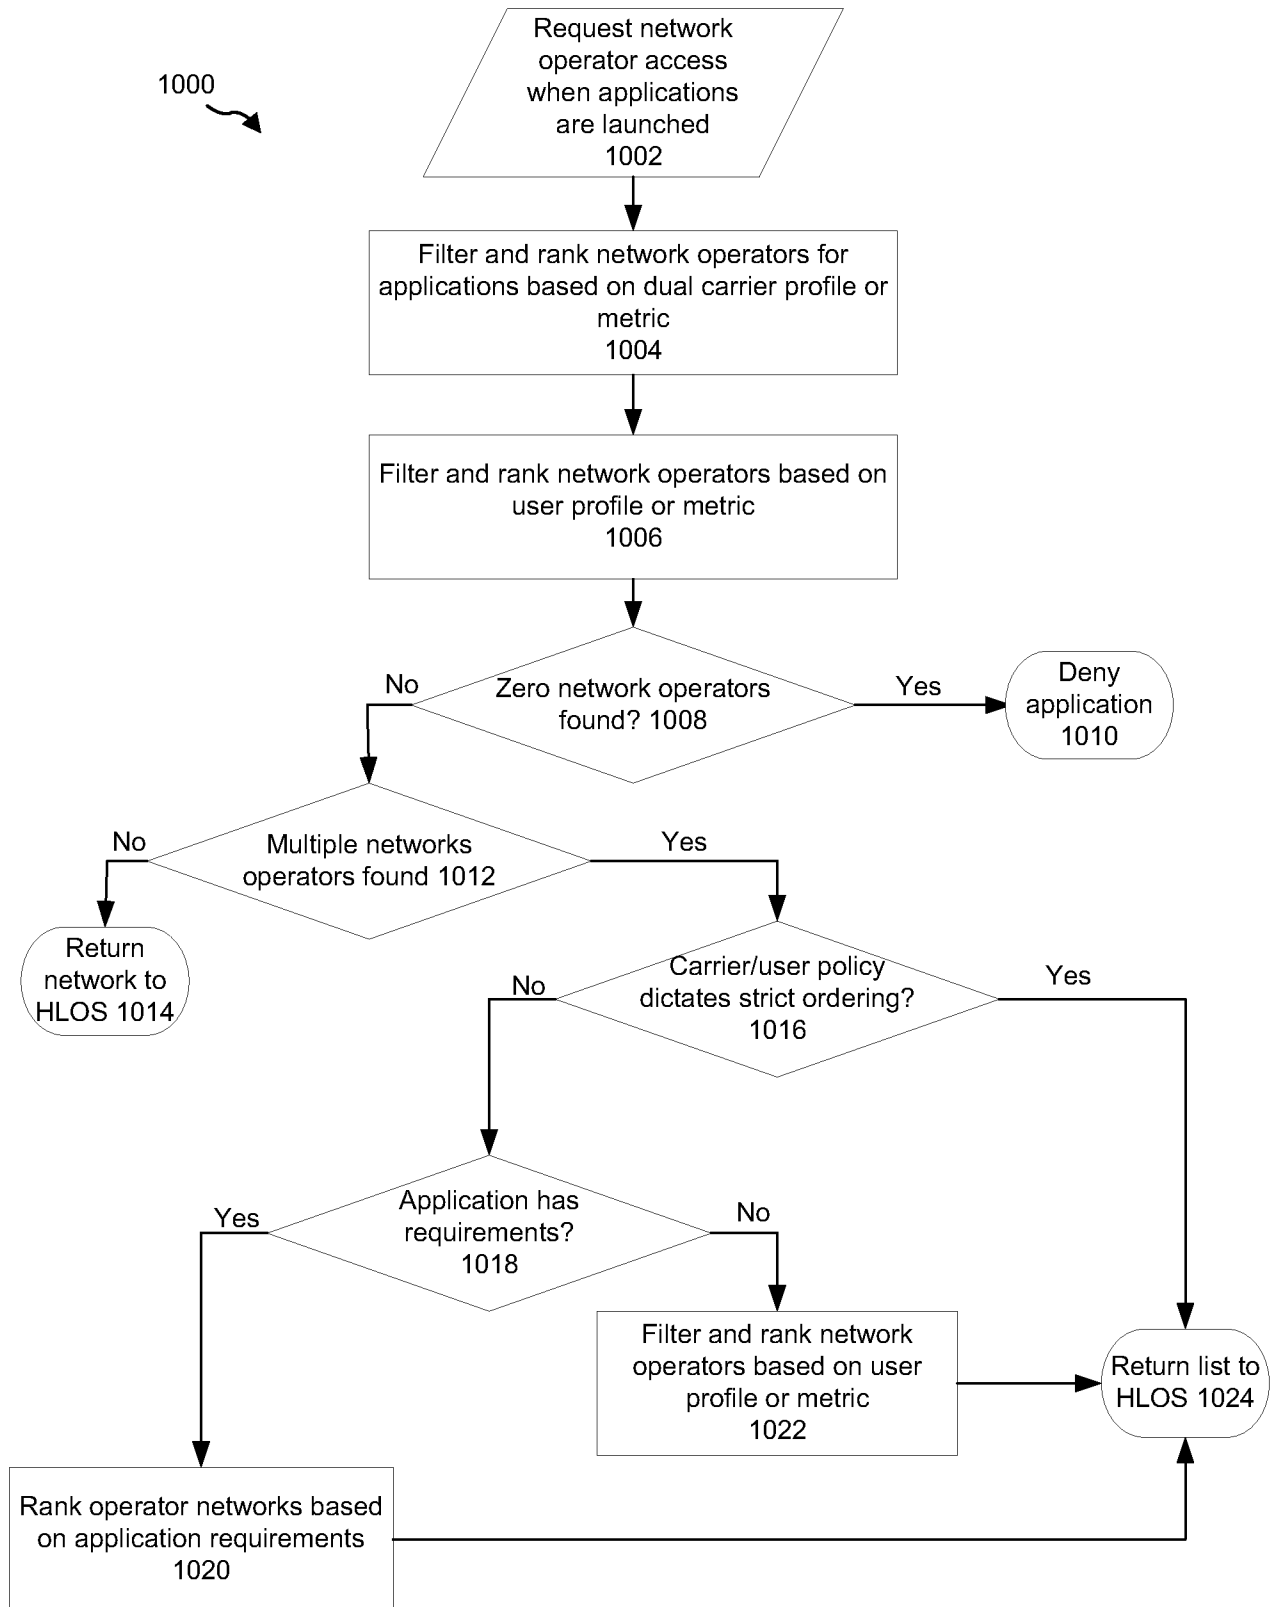 Request network
operator access
when applications
are launched
1002
1000
Filter and rank network operators for
applications based on dual carrier profile or
metric
1004
Filter and rank network operators based on
user profile or metric
1006
No
Zero network operators
found? 1008
Yes
Deny
application
1010
No
Multiple networks
operators found 1012
Yes
Return
network to
HLOS 1014
No
Carrier/user policy
dictates strict ordering?
1016
Yes
Yes
Application has
requirements?
1018
No
Filter and rank network
operators based on user
profile or metric
1022
Return list to
HLOS 1024
Rank operator networks based
on application requirements
1020